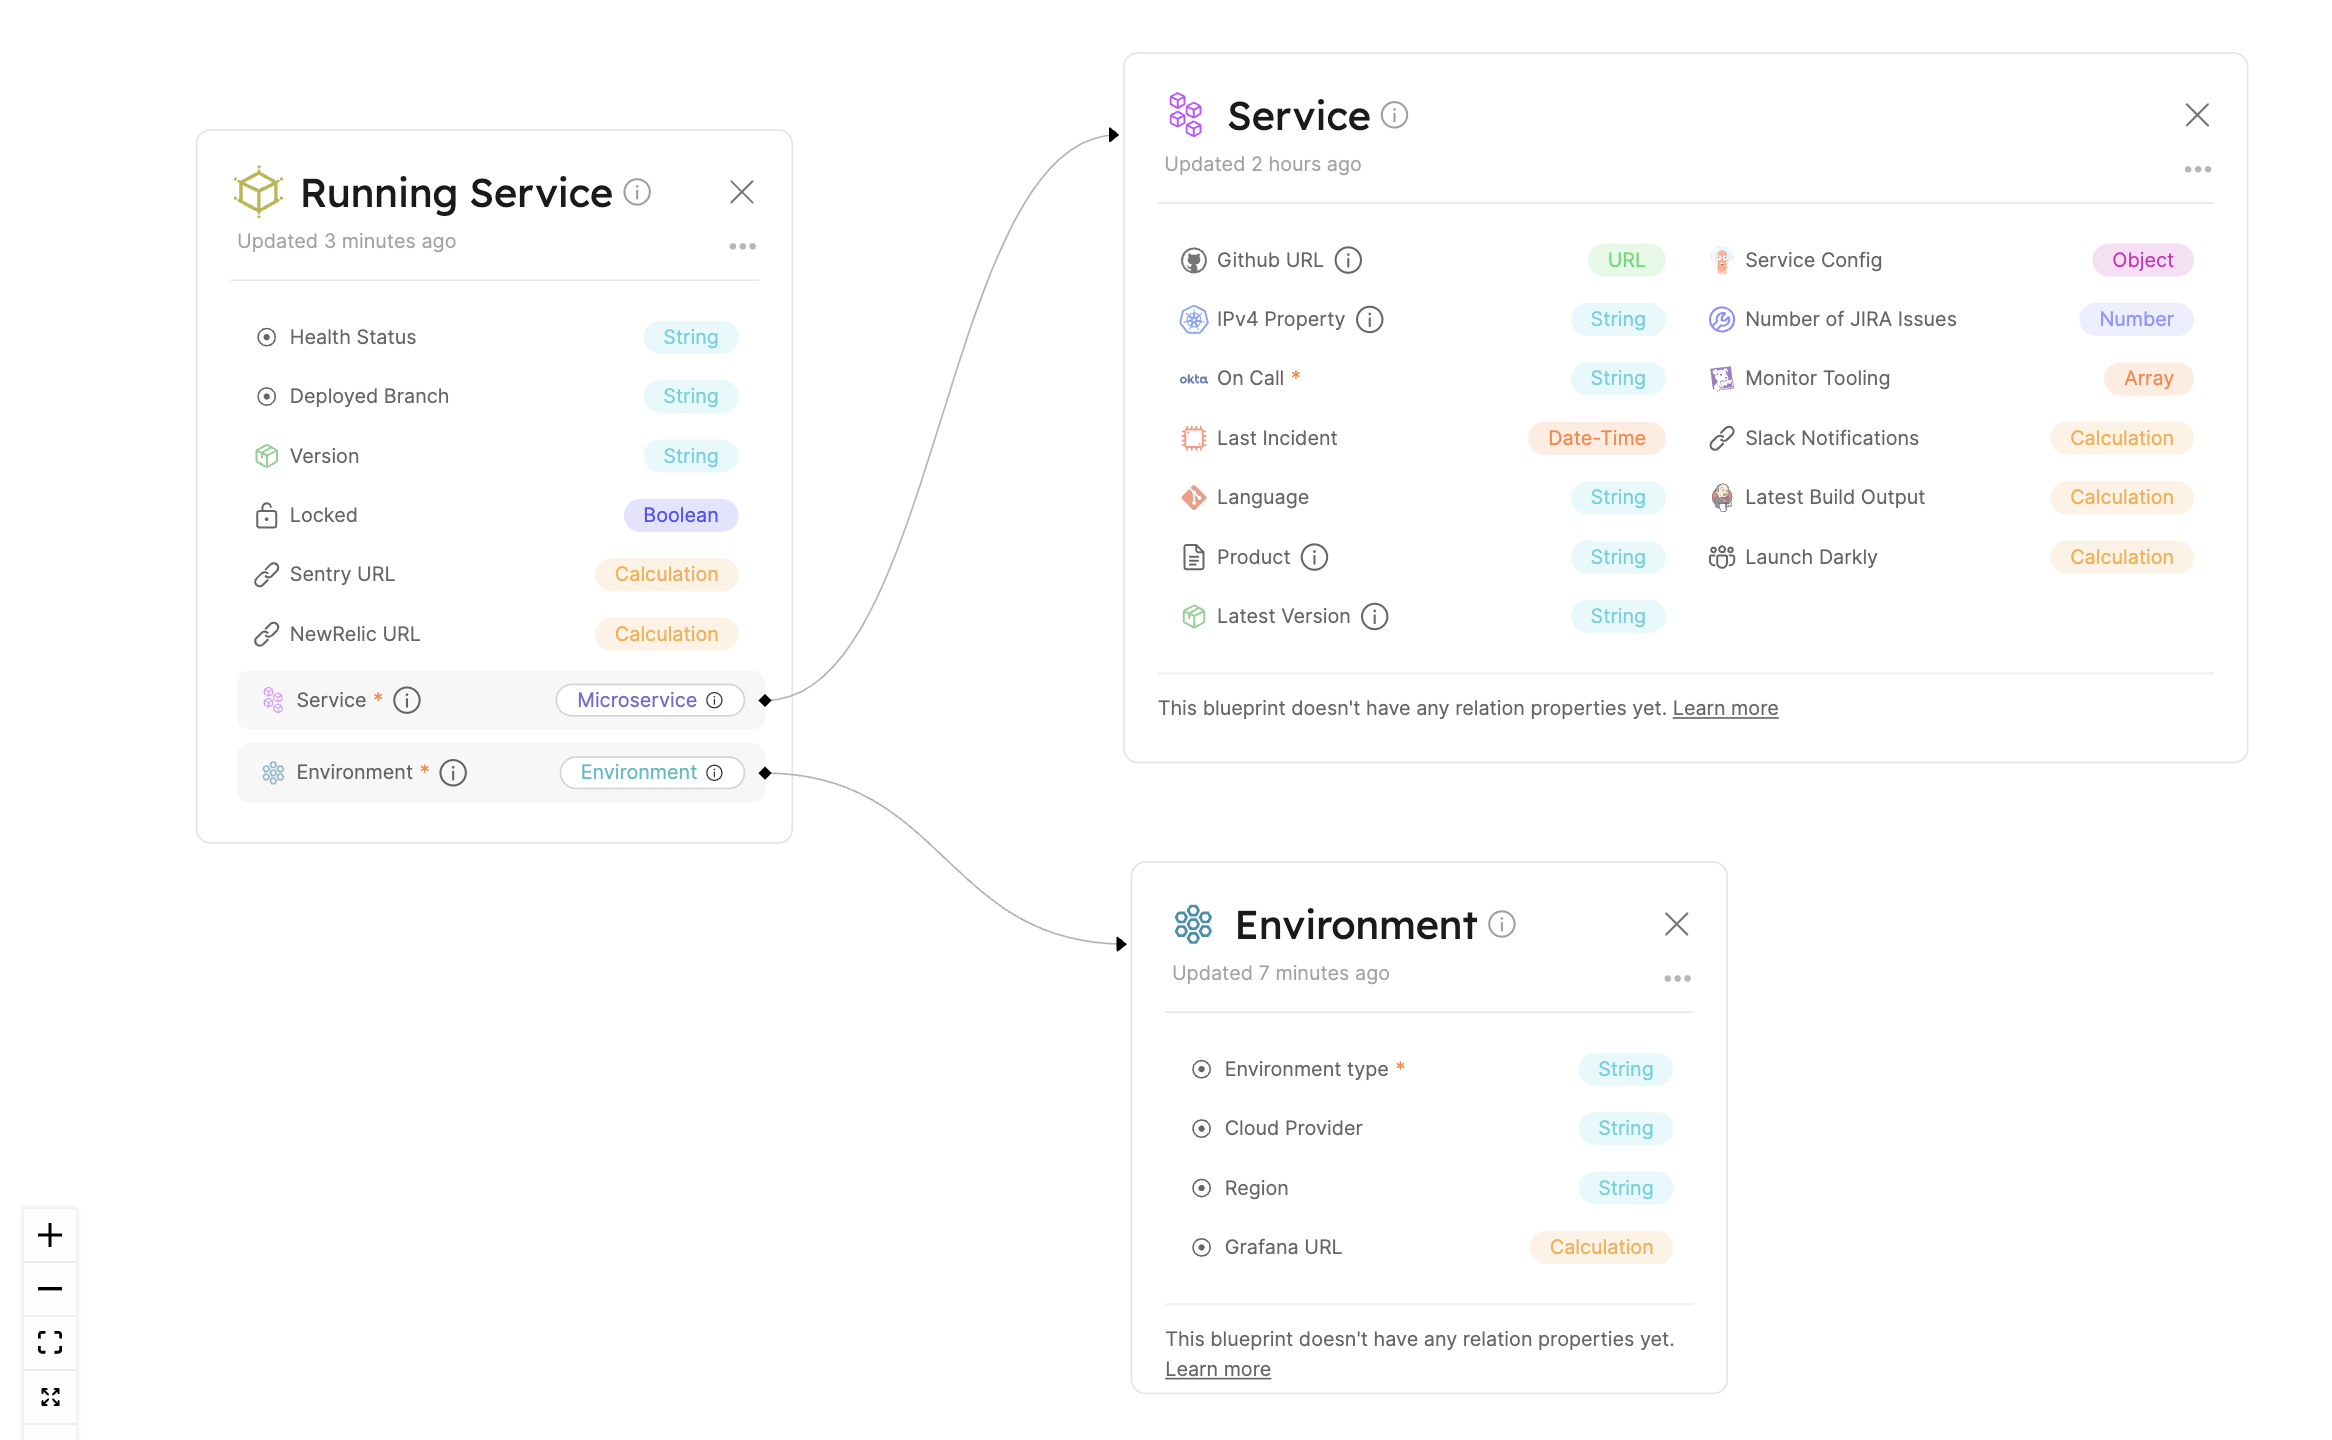 Running Service
Updated 3 minutes ago
Health Status String
Deployed Branch String
Version String
Locked Boolean
Sentry URL Calculation
NewRelic URL Calculation
Service * Microservice
Environment * Environment
Service
Updated 2 hours ago
Github URL URL
IPv4 Property String
okta On Call * String
Last Incident Date-Time
Language String
Product String
Latest Version String
Service Config Object
Number of JIRA Issues Number
Monitor Tooling Array
Slack Notifications Calculation
Latest Build Output Calculation
Launch Darkly Calculation
This blueprint doesn't have any relation properties yet. Learn more
Environment
Updated 7 minutes ago
Environment type * String
Cloud Provider String
Region String
Grafana URL Calculation
This blueprint doesn't have any relation properties yet.
Learn more